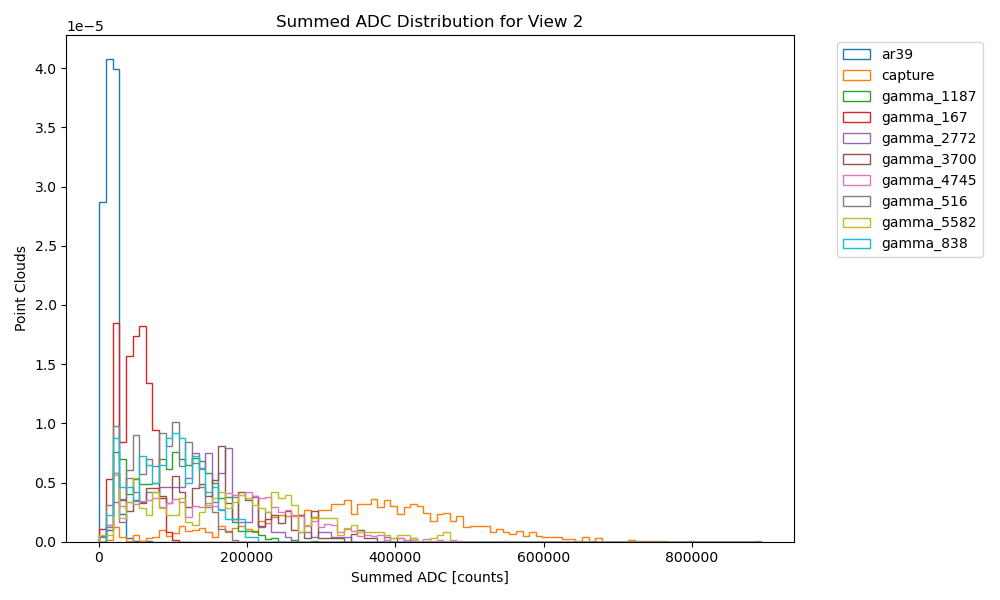 Summed ADC Distribution for View 2
1e−5
4.0
3.5
3.0
2.5
2.0
1.5
1.0
0.5
0.0
Point Clouds
0
200000
400000
600000
800000
Summed ADC [counts]
ar39
capture
gamma_1187
gamma_167
gamma_2772
gamma_3700
gamma_4745
gamma_516
gamma_5582
gamma_838